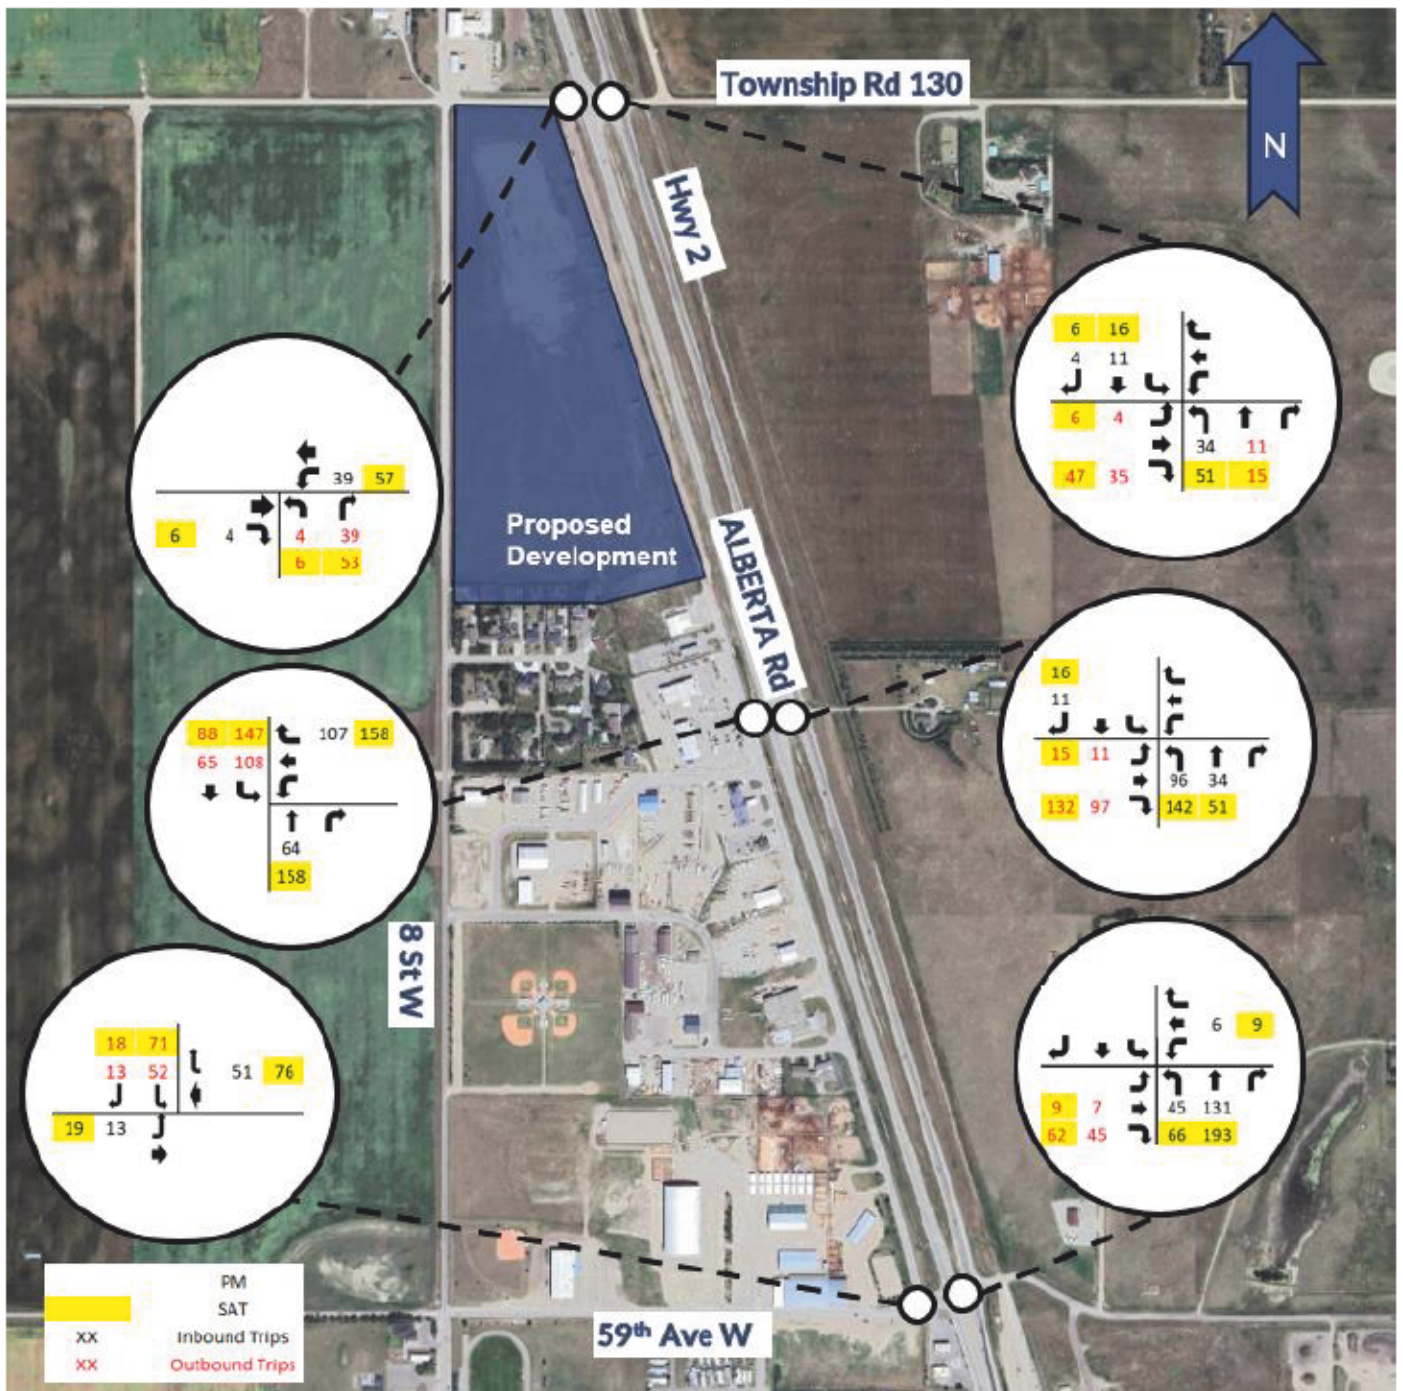 Township Rd 130
N
Hwy 2
6 16
4 11
6 4
34 11
47 35 51 15
39 57
6 4 4 39
6 53
Proposed
Development
ALBERTA Rd
16
11
15 11
96 34
132 97 142 51
88 147 107 158
65 108
64
158
8 St W
18 71
13 52 51 76
19 13
6 9
9 7 45 131
62 45 66 193
59th Ave W
PM
SAT
XX Inbound Trips
XX Outbound Trips